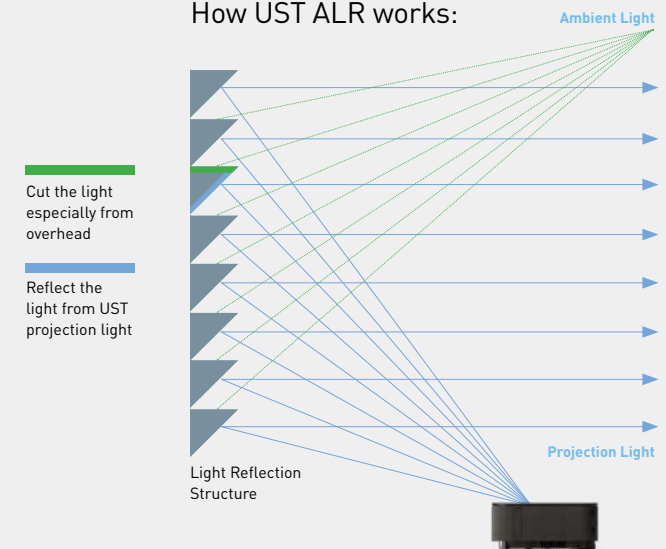 How UST ALR works:
Ambient Light
Cut the light
especially from
overhead
Reflect the
light from UST
projection light
Projection Light
Light Reflection
Structure